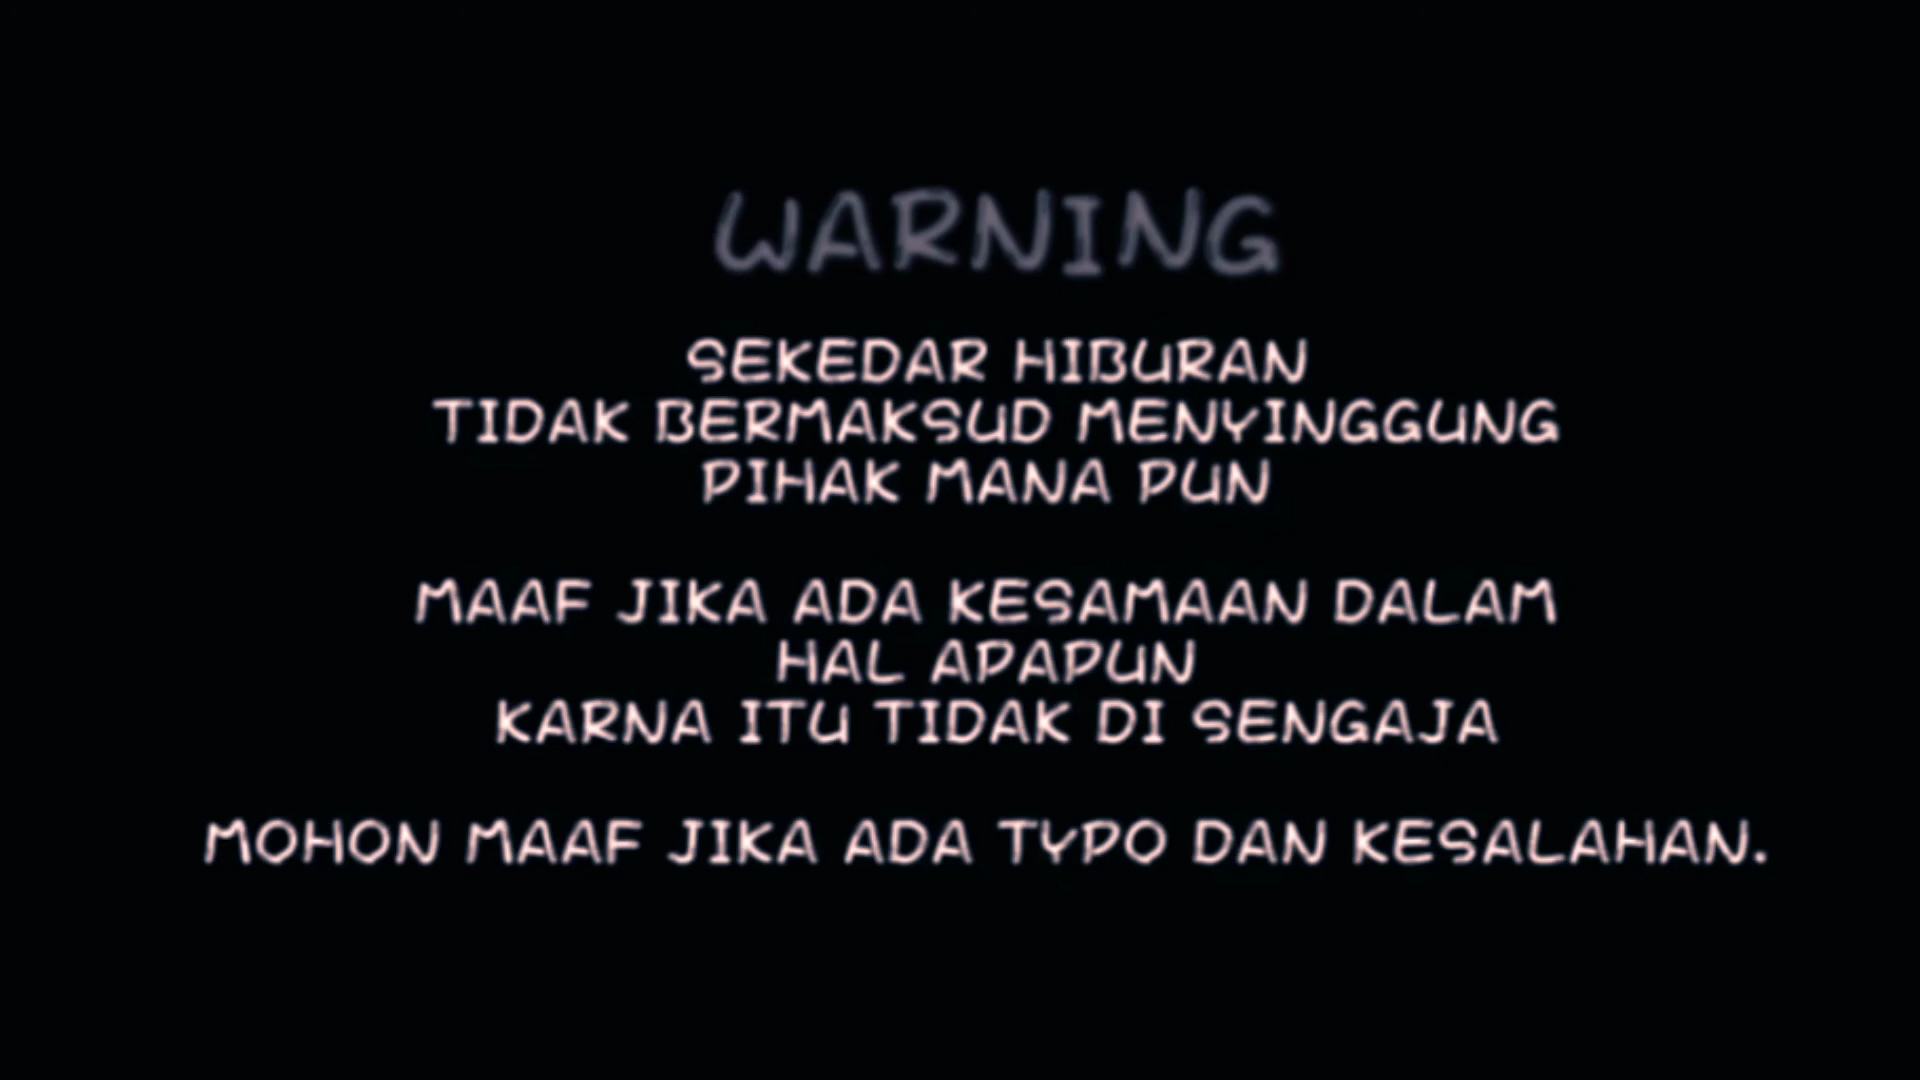 WARNING
SEKEDAR HIBURAN
TIDAK BERMAKSUD MENYINGGUNG
PIHAK MANA PUN
MAAF JIKA ADA KESAMAAN DALAM
HAL APAPUN
KARNA ITU TIDAK DI SENGAJA
MOHON MAAF JIKA ADA TYPO DAN KESALAHAN.